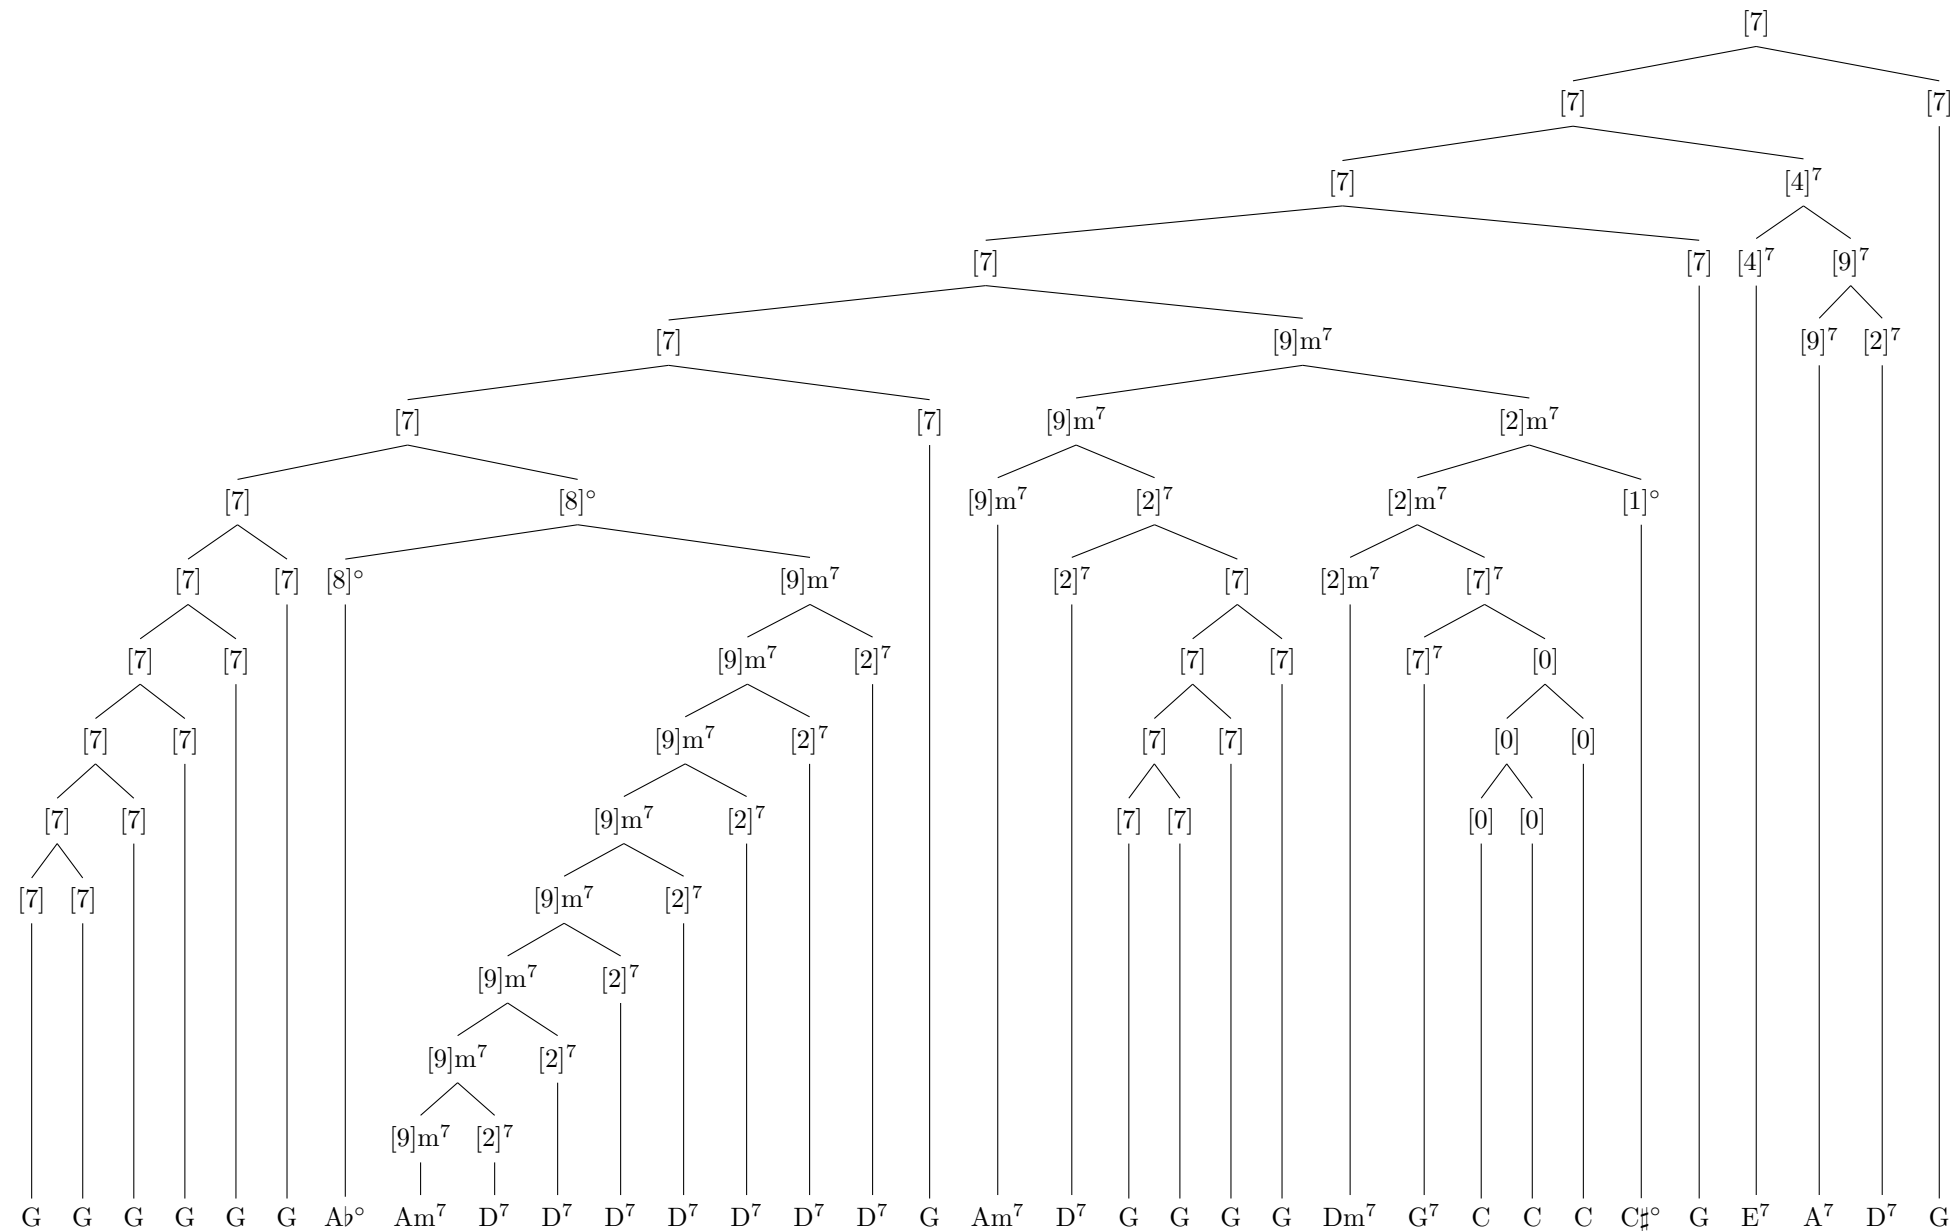 [7]
[7] [7]
[7] [4]⁷
[7] [7] [4]⁷ [9]⁷
[7] [9]m⁷ [9]⁷ [2]⁷
[7] [7] [9]m⁷ [2]m⁷
[7] [8]° [9]m⁷ [2]⁷ [2]m⁷ [1]°
[7] [7] [8]° [9]m⁷ [2]⁷ [7] [2]m⁷ [7]⁷
[7] [7] [9]m⁷ [2]⁷ [7] [7] [7]⁷ [0]
[7] [7] [9]m⁷ [2]⁷ [7] [7] [0] [0]
[7] [7] [9]m⁷ [2]⁷ [7] [7] [0] [0]
[7] [7] [9]m⁷ [2]⁷
[9]m⁷ [2]⁷
[9]m⁷ [2]⁷
[9]m⁷ [2]⁷
G G G G G G A♭° Am⁷ D⁷ D⁷ D⁷ D⁷ D⁷ D⁷ D⁷ G Am⁷ D⁷ G G G G Dm⁷ G⁷ C C C C♯° G E⁷ A⁷ D⁷ G